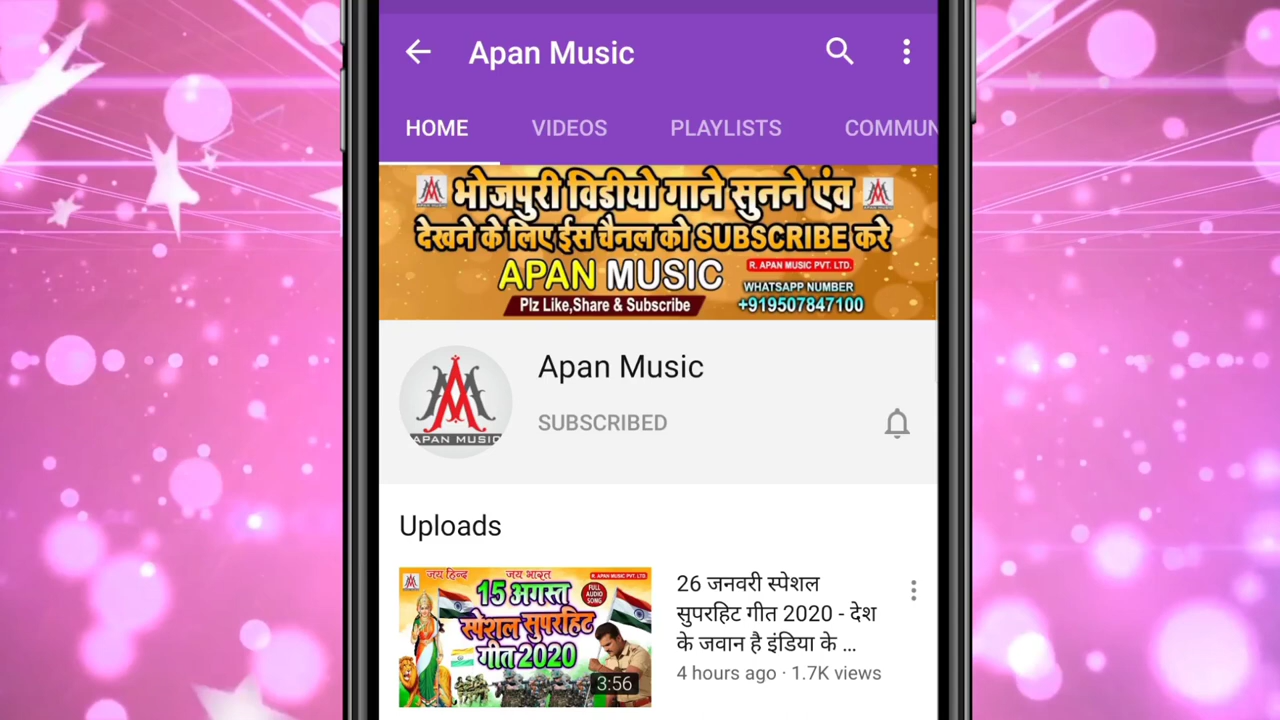 Apan Music
HOME VIDEOS PLAYLISTS COMMUN
भोजपुरी विडीयो गाने सुनने एंव
देखने के लिए ईस चैनल को SUBSCRIBE करे
APAN MUSIC
R. APAN MUSIC PVT. LTD.
WHATSAPP NUMBER
+919507847100
Plz Like,Share & Subscribe
APAN MUSIC
Apan Music
SUBSCRIBED
Uploads
जय हिन्द जय भारत
R. APAN MUSIC PVT. LTD
15 अगस्त
FULL AUDIO SONG
स्पेशल सुपरहिट
गीत 2020
3:56
26 जनवरी स्पेशल
सुपरहिट गीत 2020 - देश
के जवान है इंडिया के ...
4 hours ago · 1.7K views